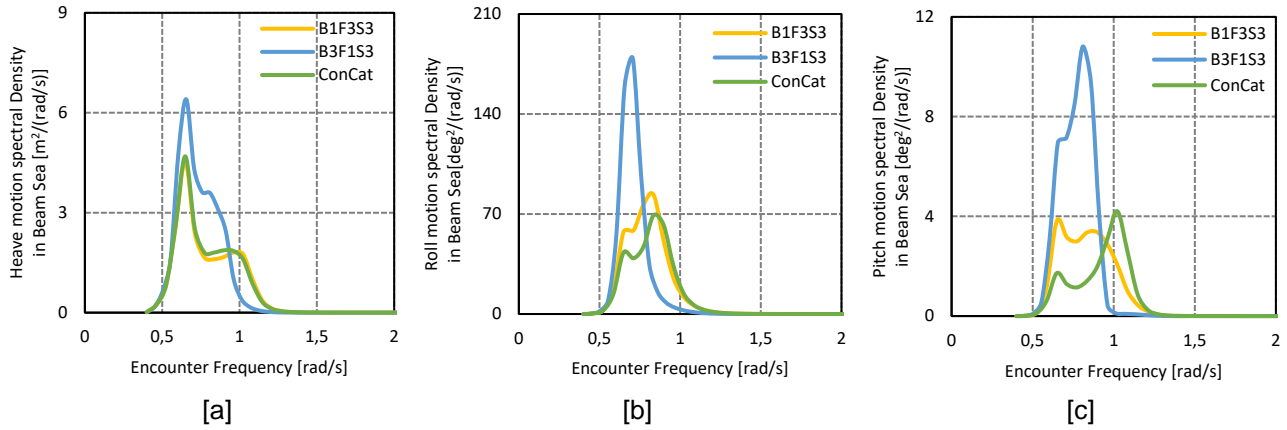 Heave motion spectral Density
in Beam Sea [m²/(rad/s)]
9
6
3
0
0
0,5
1
1,5
2
B1F3S3
B3F1S3
ConCat
Encounter Frequency [rad/s]
[a]
Roll motion spectral Density
in Beam Sea[deg²/(rad/s)]
210
140
70
0
0
0,5
1
1,5
2
B1F3S3
B3F1S3
ConCat
Encounter Frequency [rad/s]
[b]
Pitch motion spectral Density
in Beam Sea [deg²/(rad/s)]
12
8
4
0
0
0,5
1
1,5
2
B1F3S3
B3F1S3
ConCat
Encounter Frequency [rad/s]
[c]